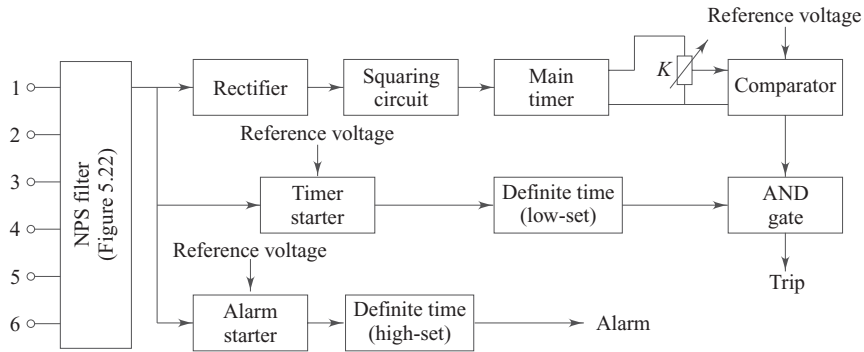 Reference voltage
1
2
3
4
5
6
NPS filter
(Figure 5.22)
Rectifier
Squaring
circuit
Main
timer
K
Comparator
Reference voltage
Timer
starter
Definite time
(low-set)
AND
gate
Trip
Reference voltage
Alarm
starter
Definite time
(high-set)
Alarm